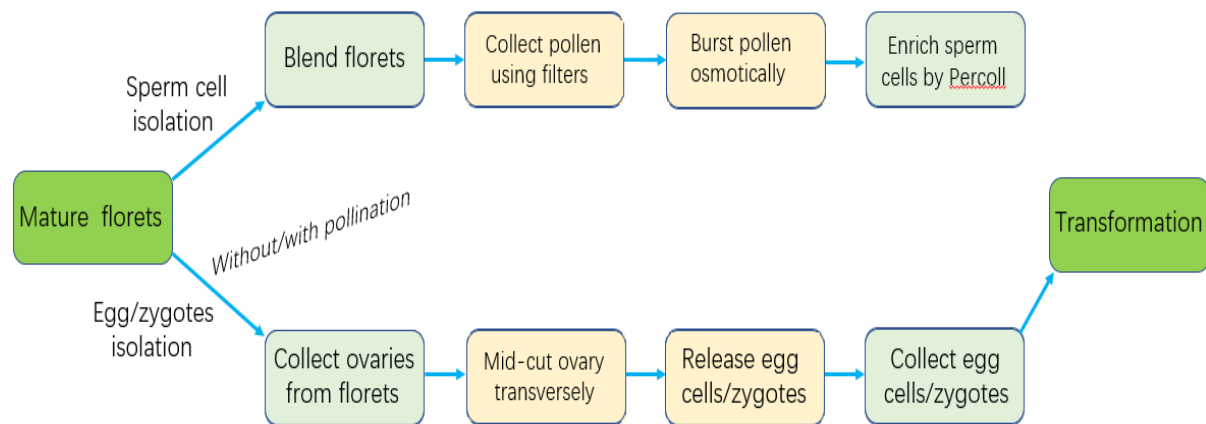 Blend florets
Collect pollen
using filters
Burst pollen
osmotically
Enrich sperm
cells by Percoll
Sperm cell
isolation
Mature florets
Without/with pollination
Transformation
Egg/zygotes
isolation
Collect ovaries
from florets
Mid-cut ovary
transversely
Release egg
cells/zygotes
Collect egg
cells/zygotes